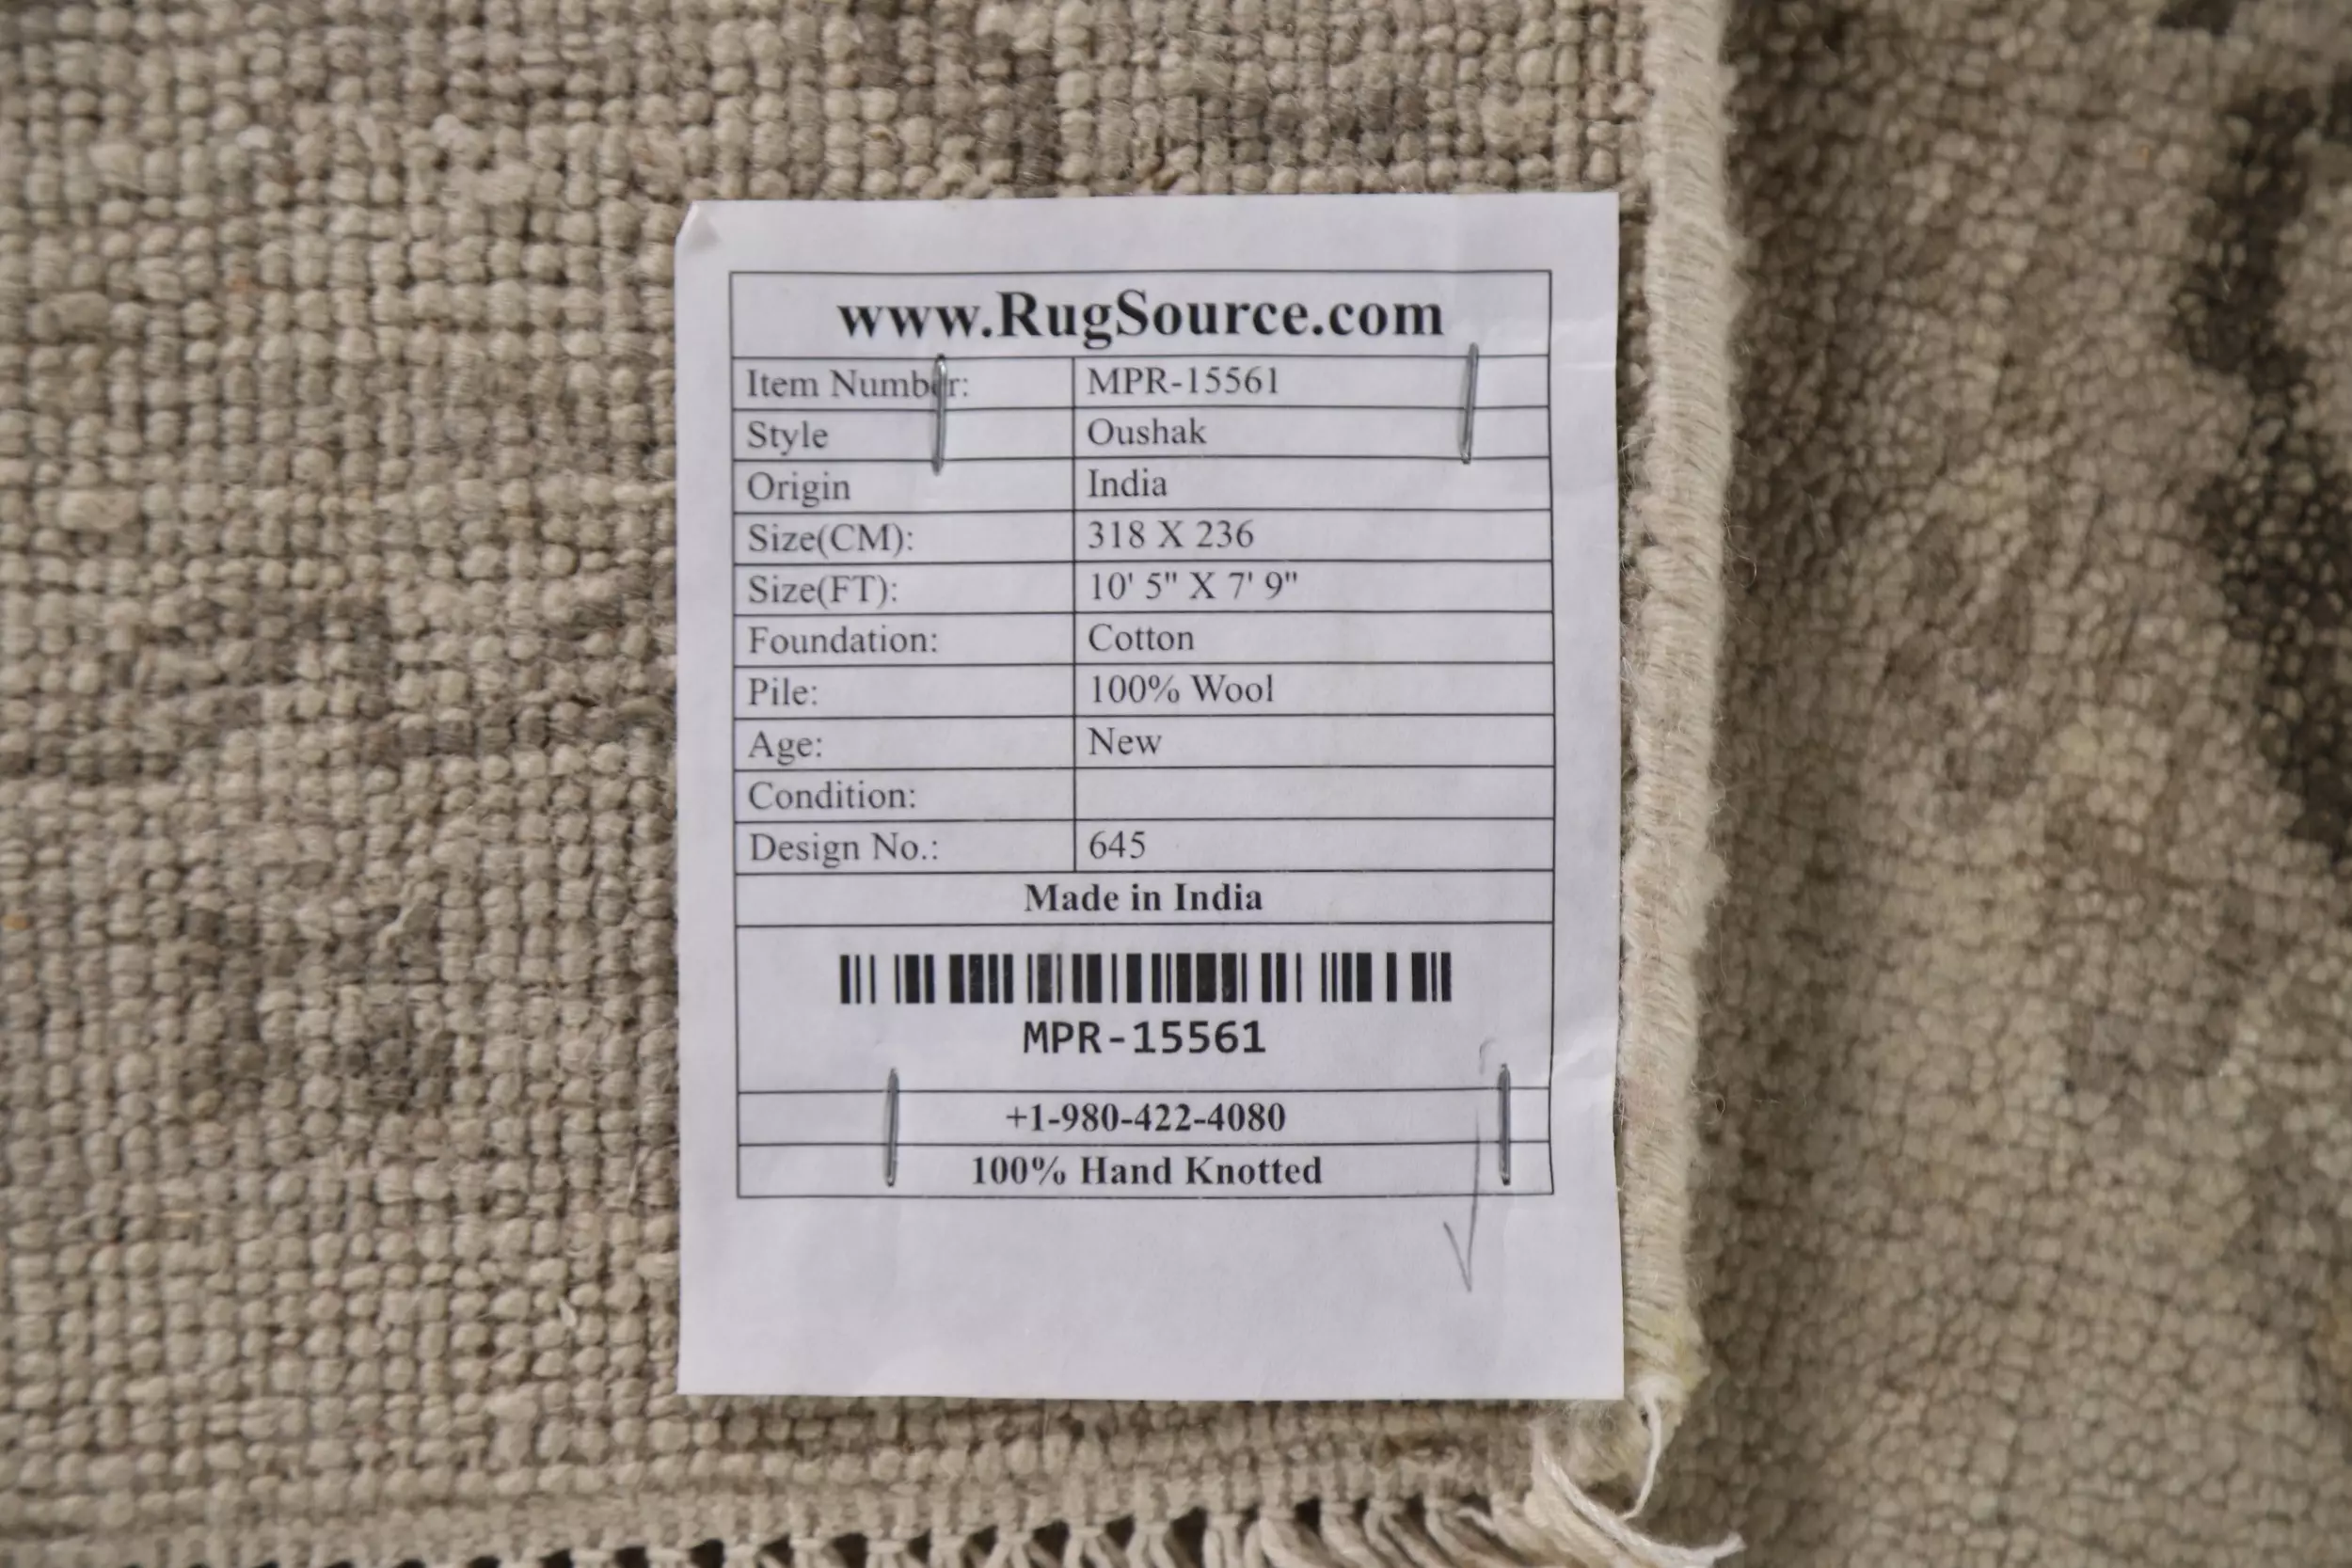 www.RugSource.com
Item Number: MPR-15561
Style Oushak
Origin India
Size(CM): 318 X 236
Size(FT): 10' 5" X 7' 9"
Foundation: Cotton
Pile: 100% Wool
Age: New
Condition:
Design No.: 645
Made in India
MPR-15561
+1-980-422-4080
100% Hand Knotted